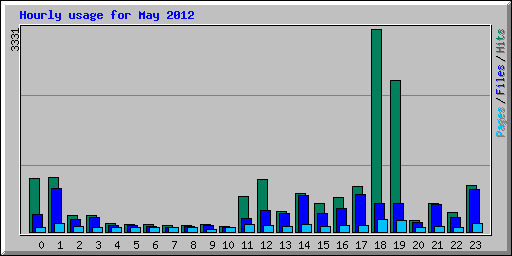 Hourly usage for May 2012
3331
Pages / Files / Hits
0 1 2 3 4 5 6 7 8 9 10 11 12 13 14 15 16 17 18 19 20 21 22 23